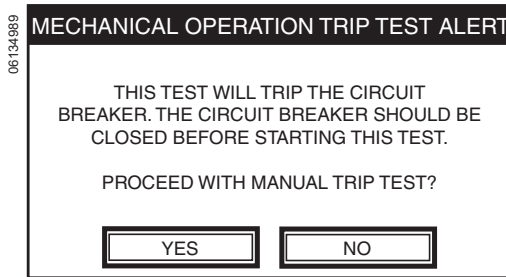 06134989
MECHANICAL OPERATION TRIP TEST ALERT
THIS TEST WILL TRIP THE CIRCUIT
BREAKER. THE CIRCUIT BREAKER SHOULD BE
CLOSED BEFORE STARTING THIS TEST.
PROCEED WITH MANUAL TRIP TEST?
YES NO